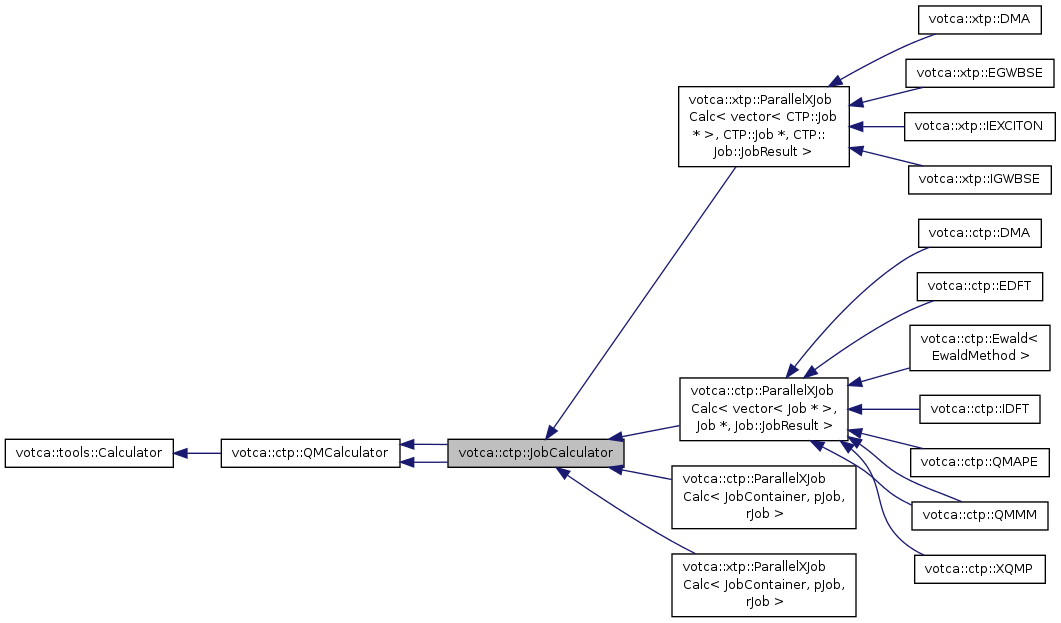 votca::xtp::DMA
votca::xtp::EGWBSE
votca::xtp::ParallelXJob
Calc< vector< CTP::Job
* >, CTP::Job *, CTP::
Job::JobResult >
votca::xtp::IEXCITON
votca::xtp::IGWBSE
votca::ctp::DMA
votca::ctp::EDFT
votca::ctp::Ewald<
EwaldMethod >
votca::ctp::ParallelXJob
Calc< vector< Job * >,
Job *, Job::JobResult >
votca::ctp::IDFT
votca::tools::Calculator
votca::ctp::QMCalculator
votca::ctp::JobCalculator
votca::ctp::QMAPE
votca::ctp::ParallelXJob
Calc< JobContainer, pJob,
rJob >
votca::ctp::QMMM
votca::ctp::XQMP
votca::xtp::ParallelXJob
Calc< JobContainer, pJob,
rJob >